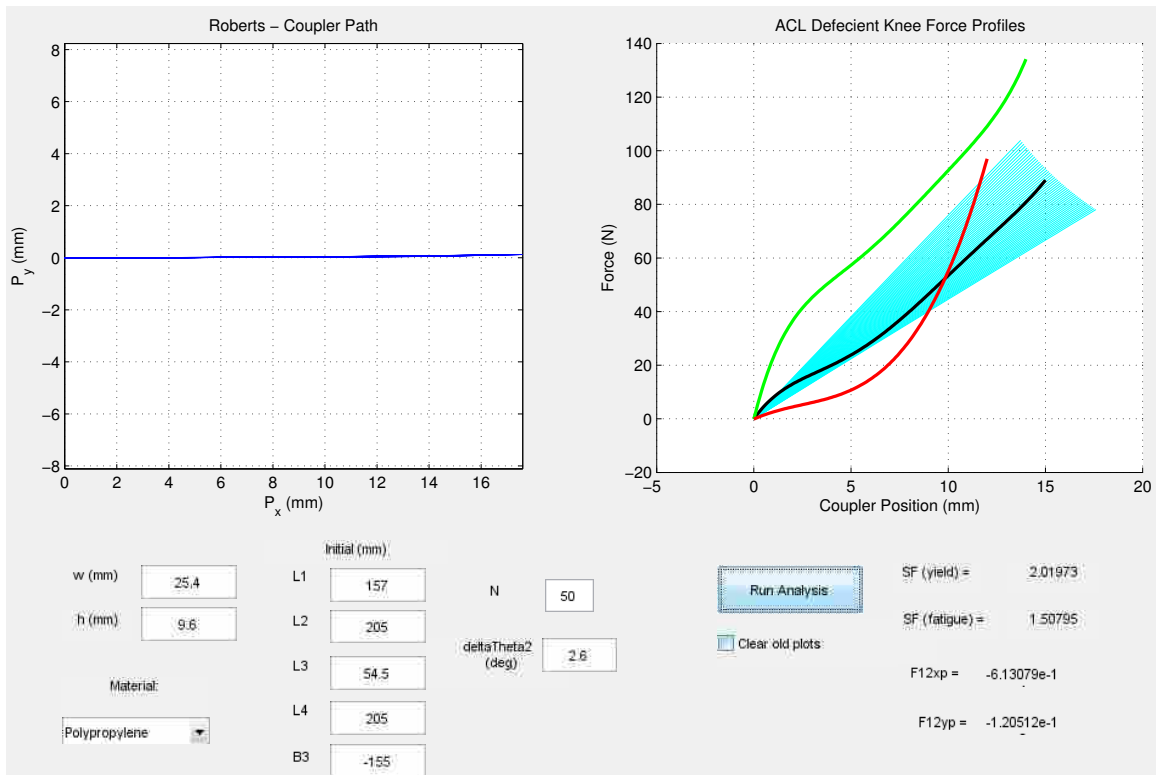 Roberts – Coupler Path
8
6
4
2
0
−2
−4
−6
−8
P_y (mm)
0 2 4 6 8 10 12 14 16
P_x (mm)
ACL Defecient Knee Force Profiles
140
120
100
80
60
40
20
0
−20
Force (N)
−5 0 5 10 15 20
Coupler Position (mm)
w (mm) 25.4
h (mm) 9.6
Material:
Polypropylene
Initial (mm)
L1 157
L2 205
L3 54.5
L4 205
B3 -155
N 50
deltaTheta2 (deg) 2.6
Run Analysis
Clear old plots
SF (yield) = 2.01973
SF (fatigue) = 1.50795
F12xp = -6.13079e-1
F12yp = -1.20512e-1